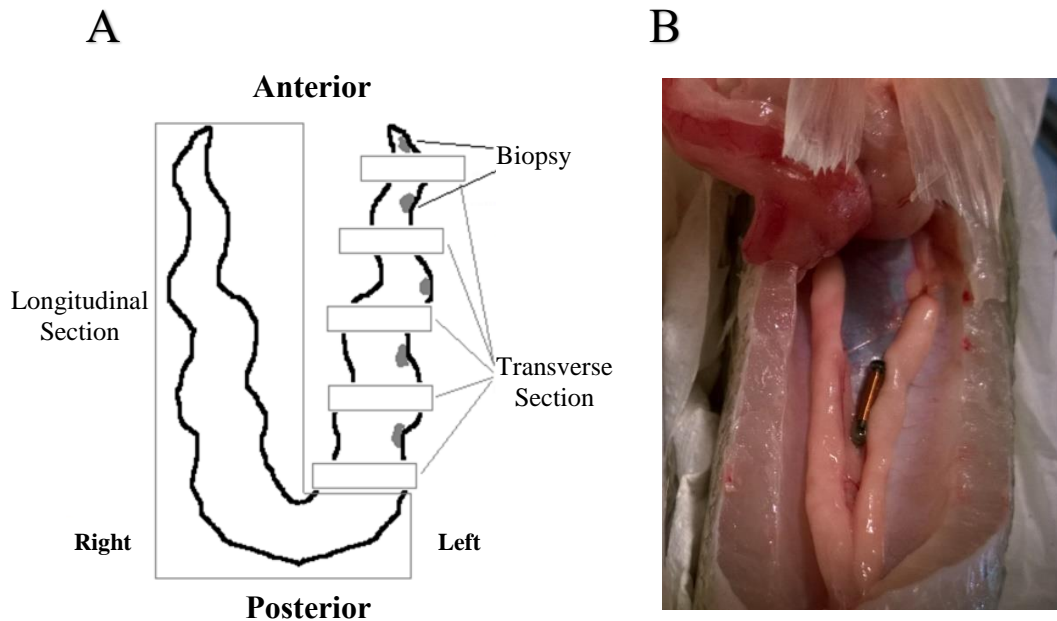 A
B
Anterior
Biopsy
Longitudinal
Section
Transverse
Section
Right
Left
Posterior